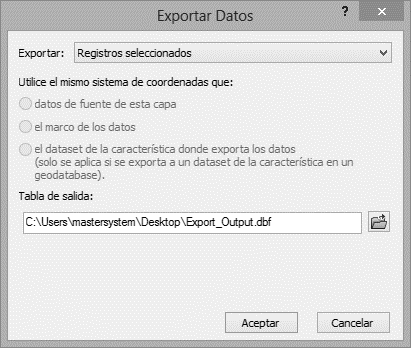 Exportar Datos
?
Exportar: Registros seleccionados
Utilice el mismo sistema de coordenadas que:
datos de fuente de esta capa
el marco de los datos
el dataset de la característica donde exporta los datos
(solo se aplica si se exporta a un dataset de la característica en un
geodatabase).
Tabla de salida:
C:\Users\mastersystem\Desktop\Export_Output.dbf
Aceptar Cancelar